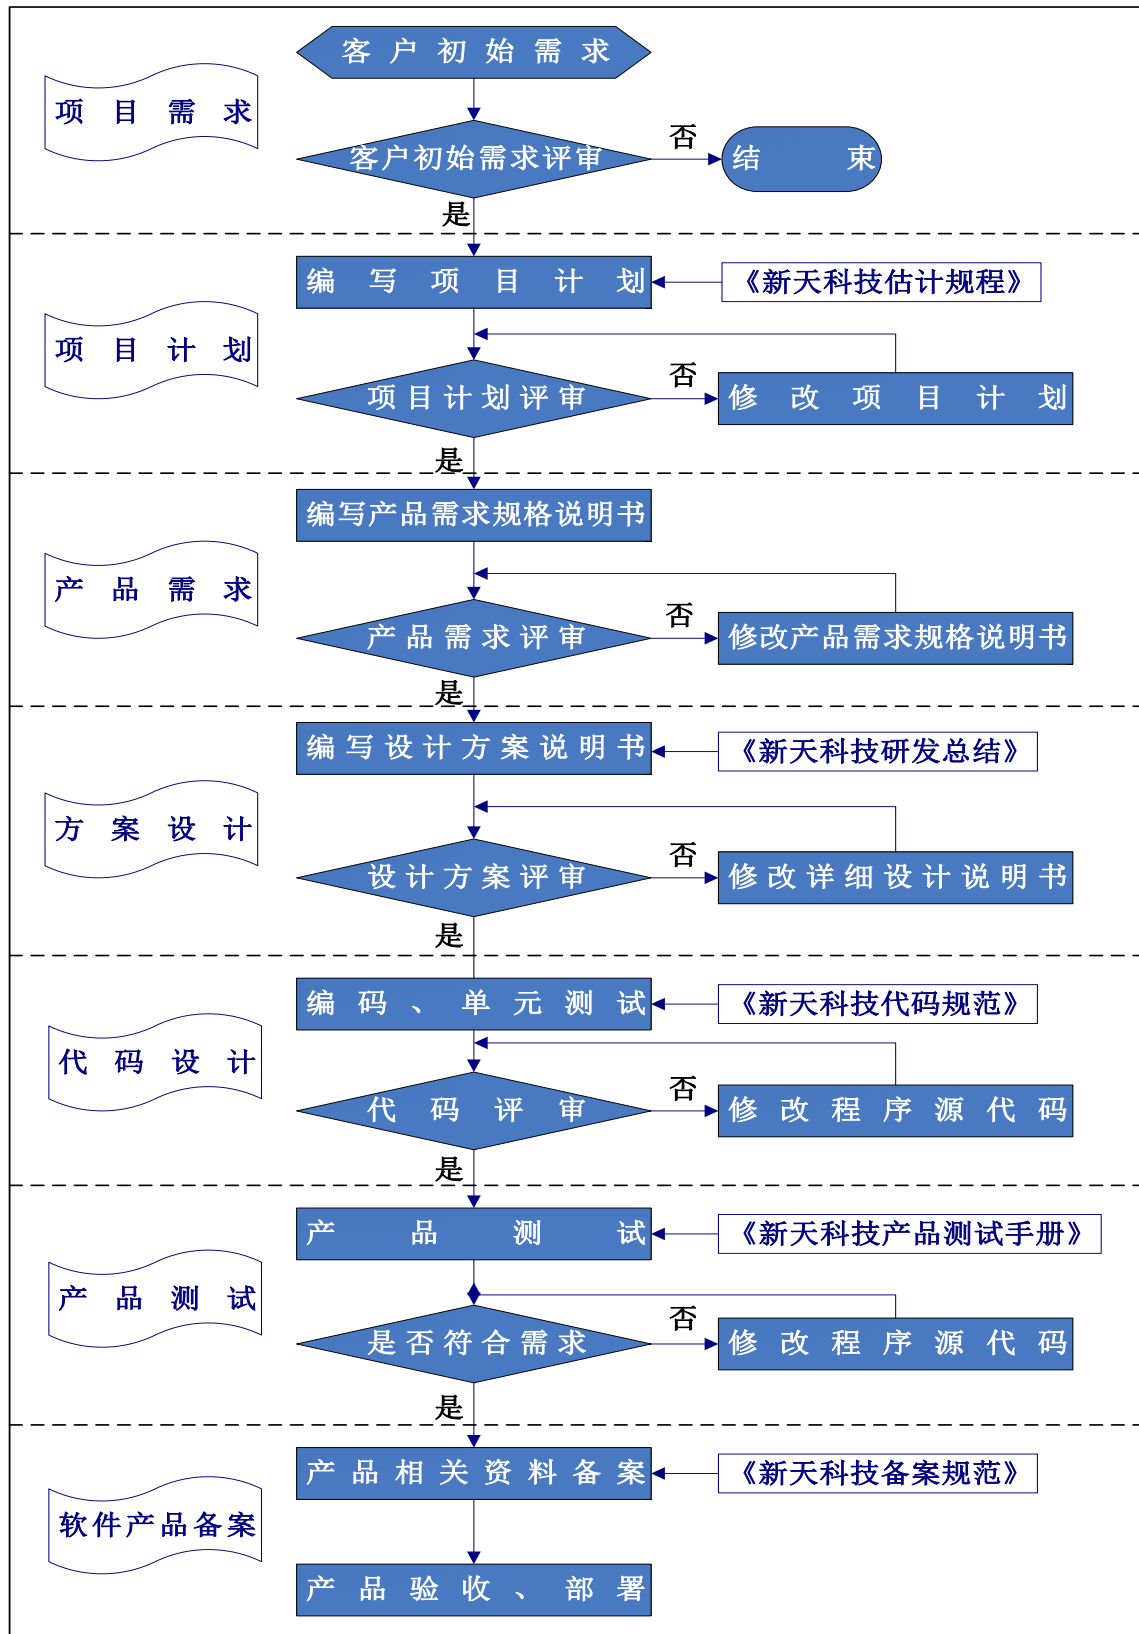 客户初始需求
项目需求
客户初始需求评审
否
结束
是
编写项目计划
《新天科技估计规程》
项目计划
项目计划评审
否
修改项目计划
是
编写产品需求规格说明书
产品需求
产品需求评审
否
修改产品需求规格说明书
是
编写设计方案说明书
《新天科技研发总结》
方案设计
设计方案评审
否
修改详细设计说明书
是
编码、单元测试
《新天科技代码规范》
代码设计
代码评审
否
修改程序源代码
是
产品测试
《新天科技产品测试手册》
产品测试
是否符合需求
否
修改程序源代码
是
产品相关资料备案
《新天科技备案规范》
软件产品备案
产品验收、部署